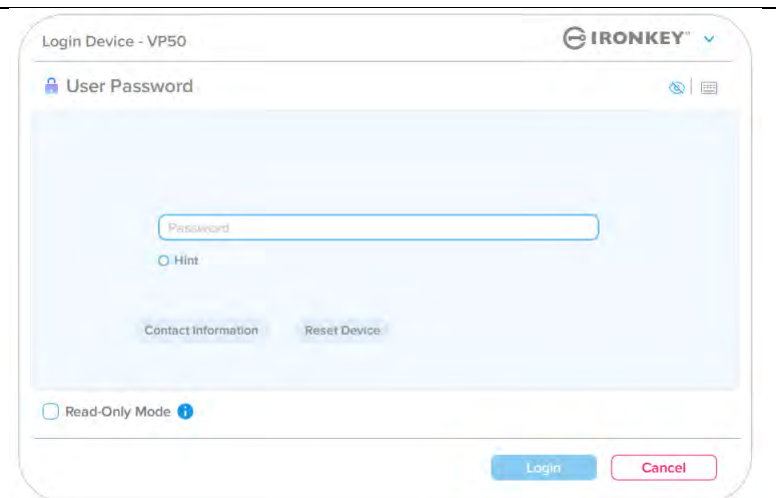 Login Device - VP50
IRONKEY™
User Password
Password
Hint
Contact Information Reset Device
Read-Only Mode
Login Cancel